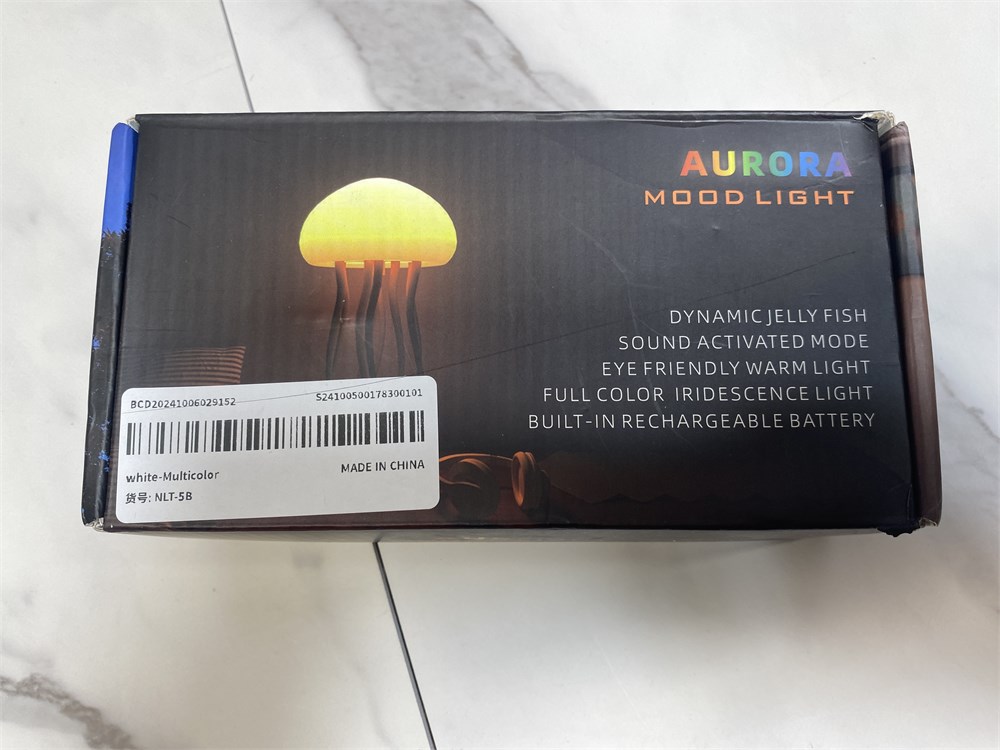 AURORA
MOOD LIGHT
DYNAMIC JELLY FISH
SOUND ACTIVATED MODE
EYE FRIENDLY WARM LIGHT
FULL COLOR IRIDESCENCE LIGHT
BUILT-IN RECHARGEABLE BATTERY
BCD20241006029152 S24100500178300101
white-Multicolor MADE IN CHINA
货号: NLT-5B